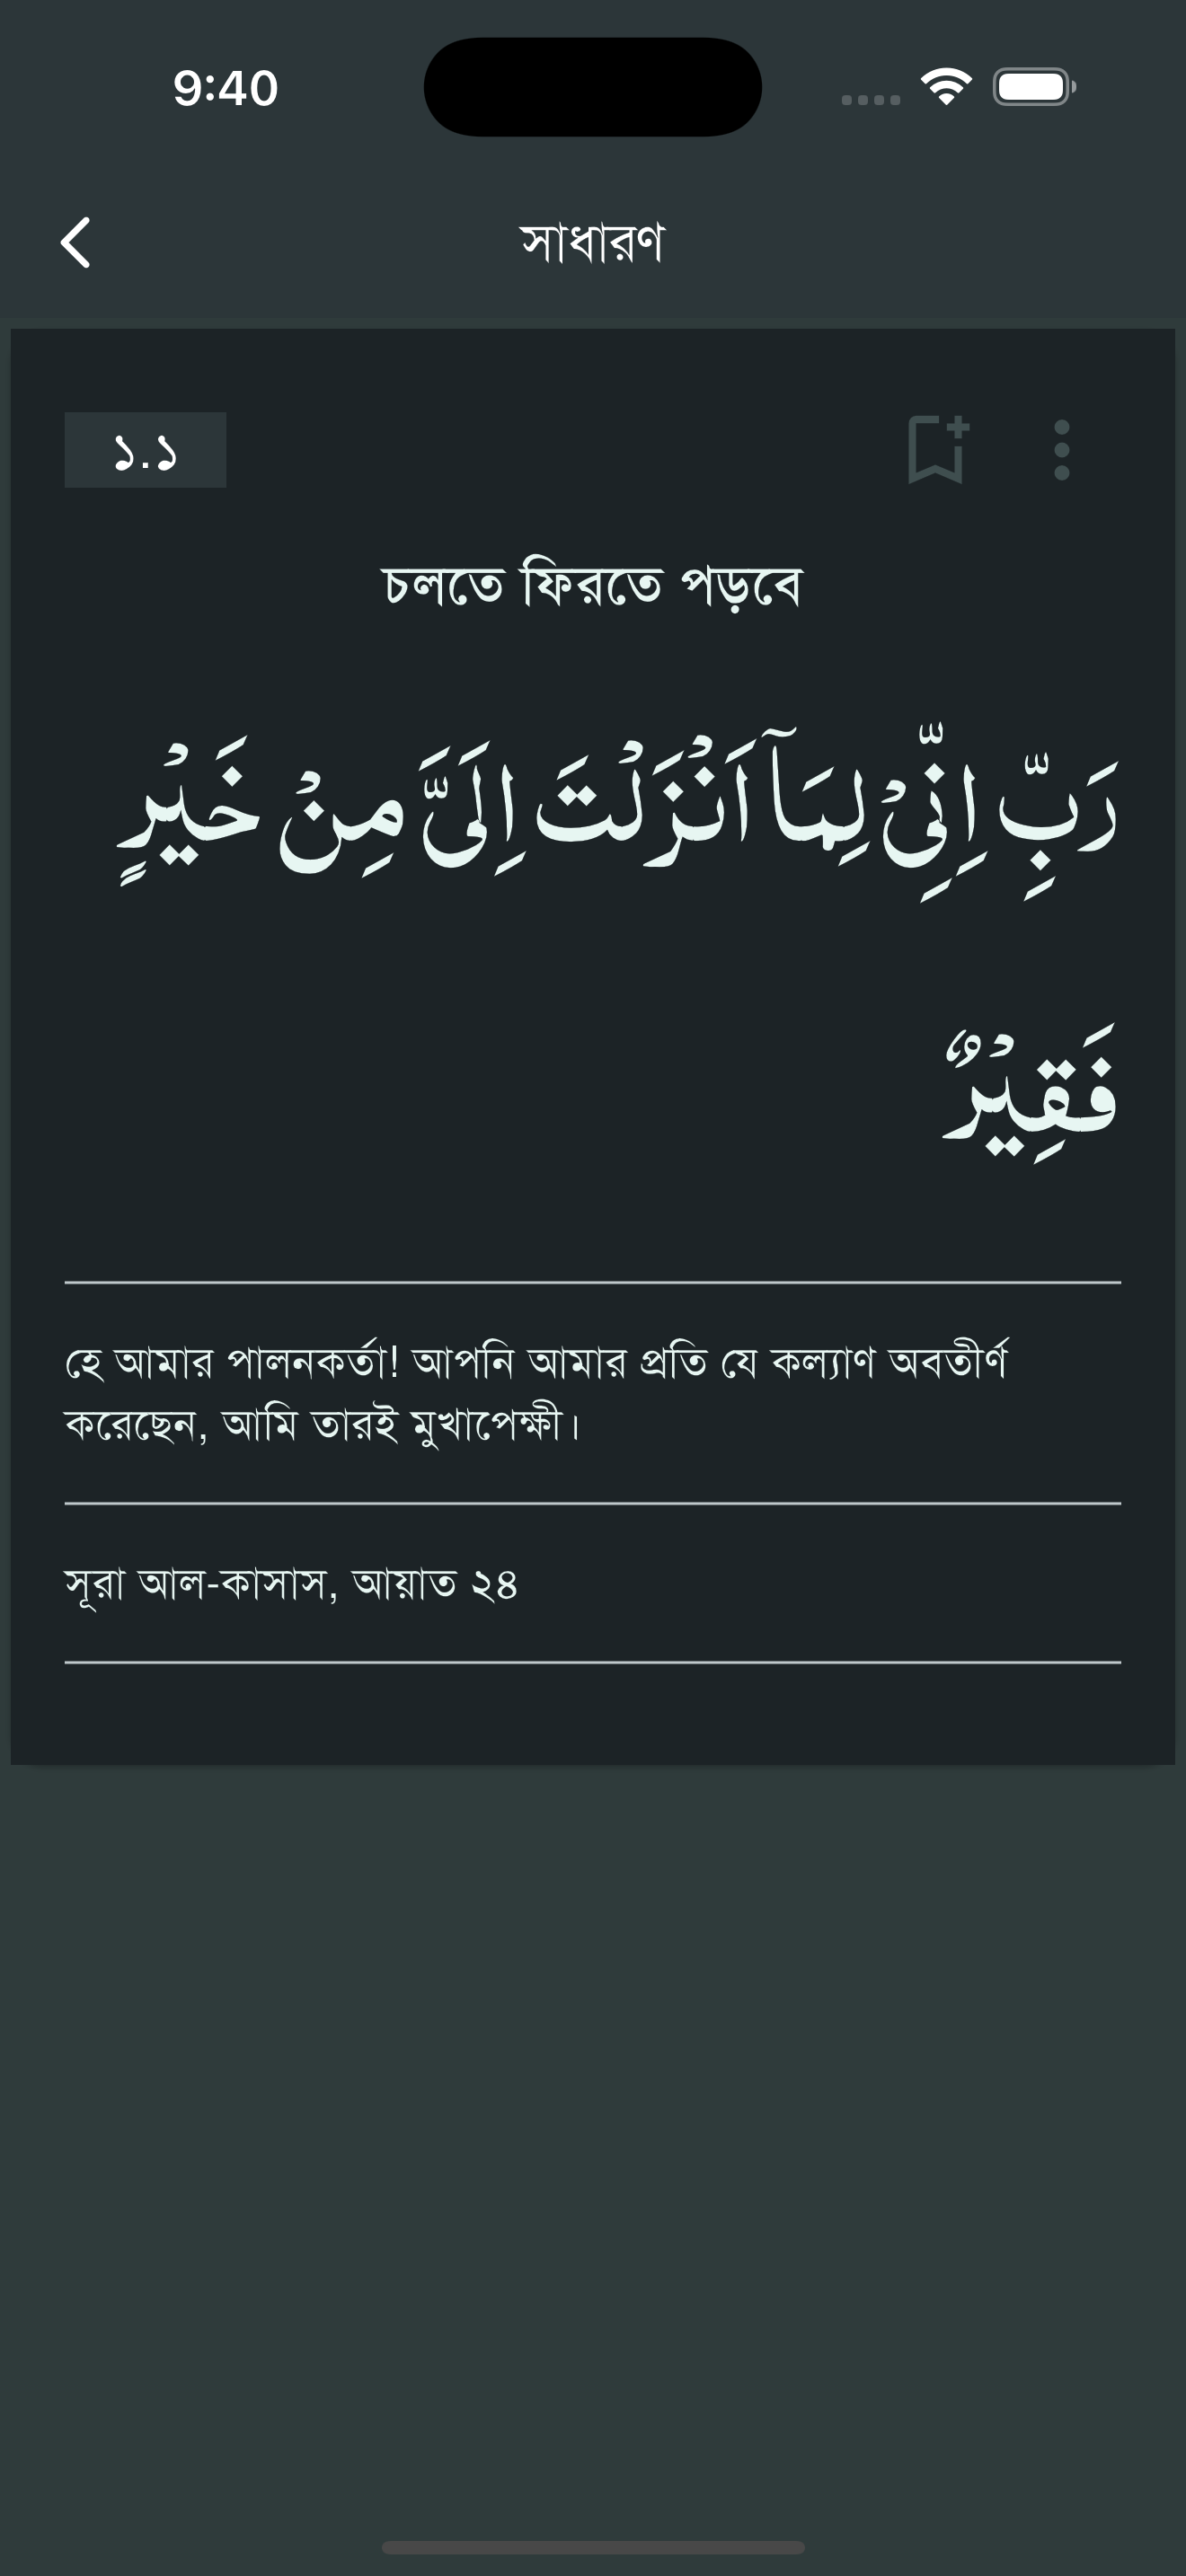 9:40
সাধারণ
১.১
চলতে ফিরতে পড়বে
رَبِّ اِنِّىْ لِمَآ اَنْزَلْتَ اِلَىَّ مِنْ خَيْرٍ
فَقِيْرٌ
হে আমার পালনকর্তা! আপনি আমার প্রতি যে কল্যাণ অবতীর্ণ
করেছেন, আমি তারই মুখাপেক্ষী।
সূরা আল-কাসাস, আয়াত ২৪